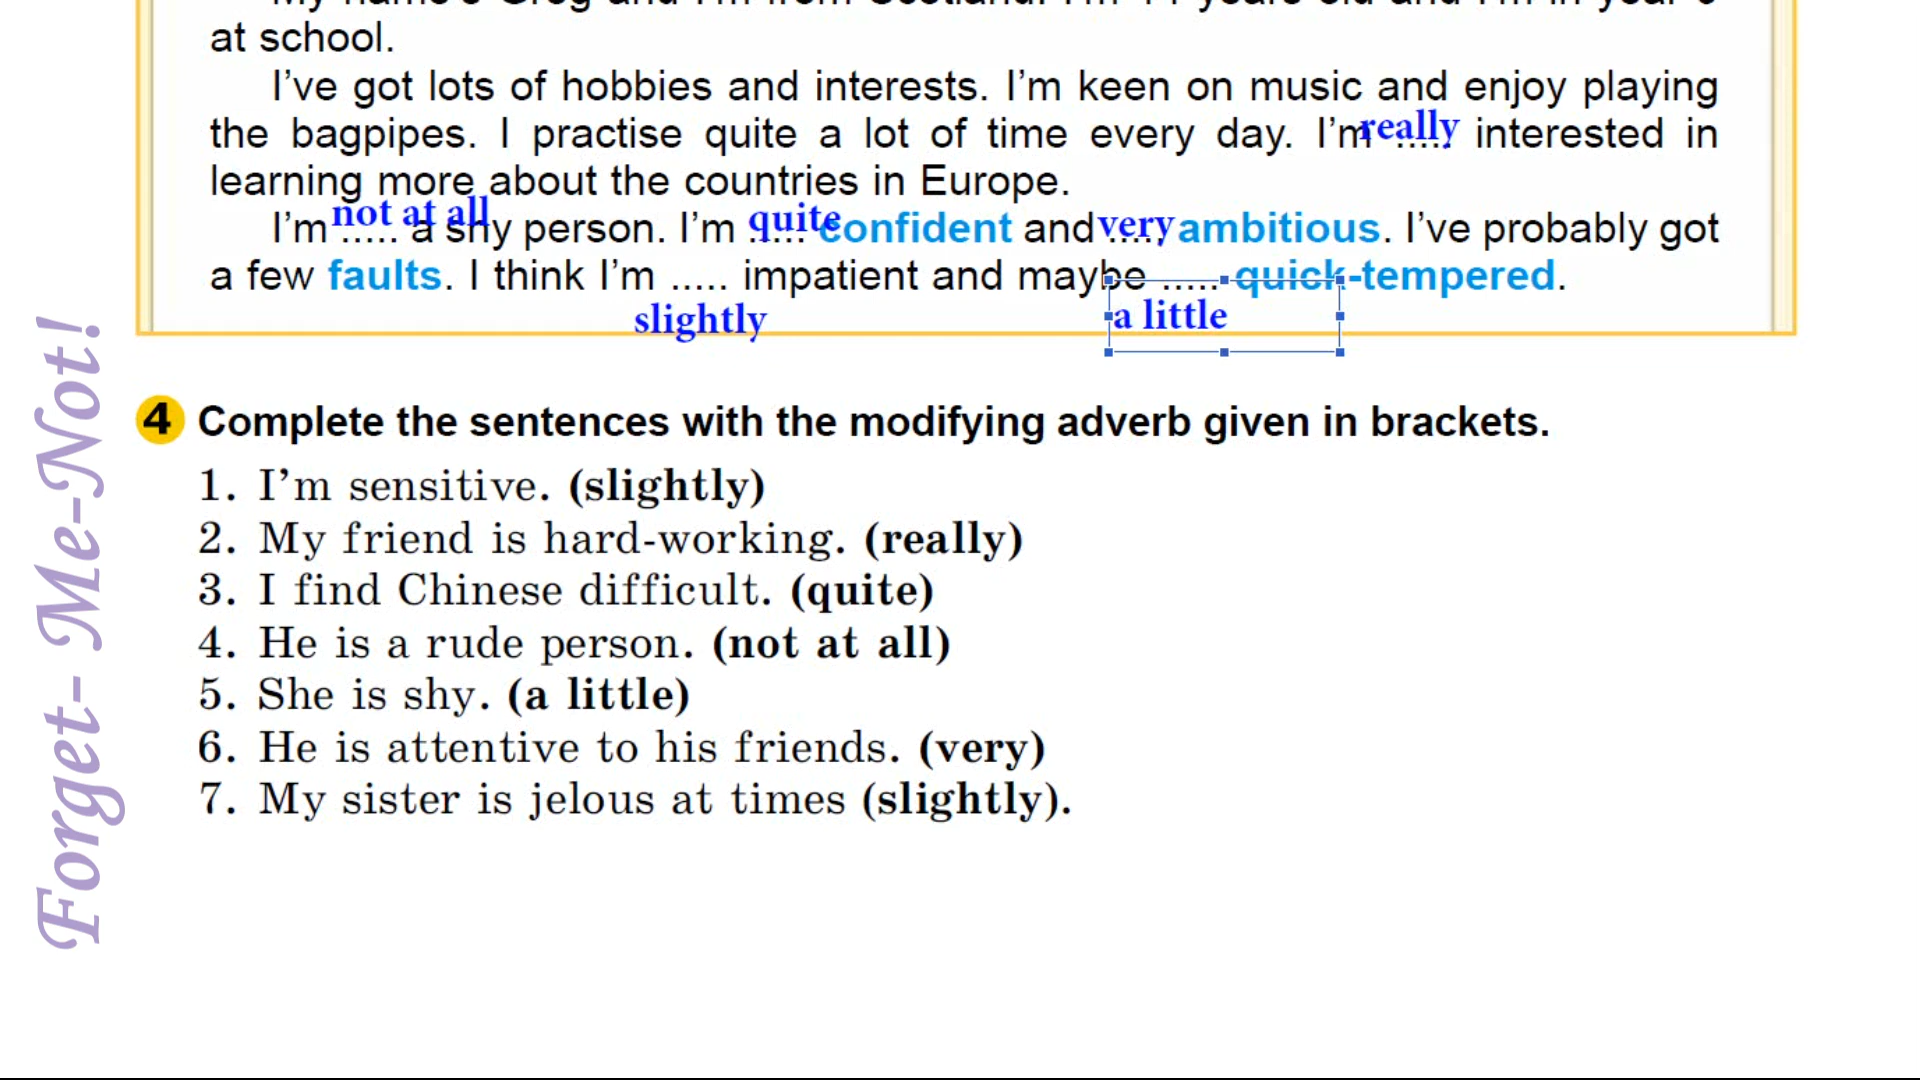 at school.
I've got lots of hobbies and interests. I'm keen on music and enjoy playing
the bagpipes. I practise quite a lot of time every day. I'm really ..... interested in
learning more about the countries in Europe.
I'm not at all ..... a shy person. I'm quite ..... confident and very ..... ambitious. I've probably got
a few faults. I think I'm ..... impatient and maybe ..... quick-tempered.
slightly a little
4 Complete the sentences with the modifying adverb given in brackets.
1. I'm sensitive. (slightly)
2. My friend is hard-working. (really)
3. I find Chinese difficult. (quite)
4. He is a rude person. (not at all)
5. She is shy. (a little)
6. He is attentive to his friends. (very)
7. My sister is jelous at times (slightly).
Forget- Me-Not!